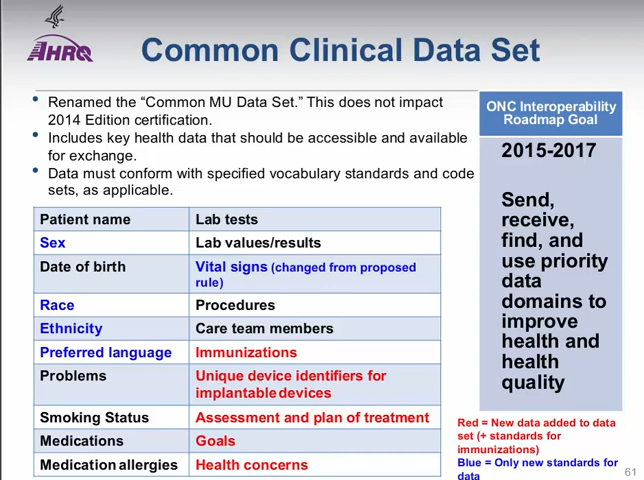 AHRQ
Common Clinical Data Set
• Renamed the “Common MU Data Set.” This does not impact
2014 Edition certification.
• Includes key health data that should be accessible and available
for exchange.
• Data must conform with specified vocabulary standards and code
sets, as applicable.
Patient name Lab tests
Sex Lab values/results
Date of birth Vital signs (changed from proposed
rule)
Race Procedures
Ethnicity Care team members
Preferred language Immunizations
Problems Unique device identifiers for
implantable devices
Smoking Status Assessment and plan of treatment
Medications Goals
Medication allergies Health concerns
ONC Interoperability
Roadmap Goal
2015-2017
Send,
receive,
find, and
use priority
data
domains to
improve
health and
health
quality
Red = New data added to data
set (+ standards for
immunizations)
Blue = Only new standards for
data
61